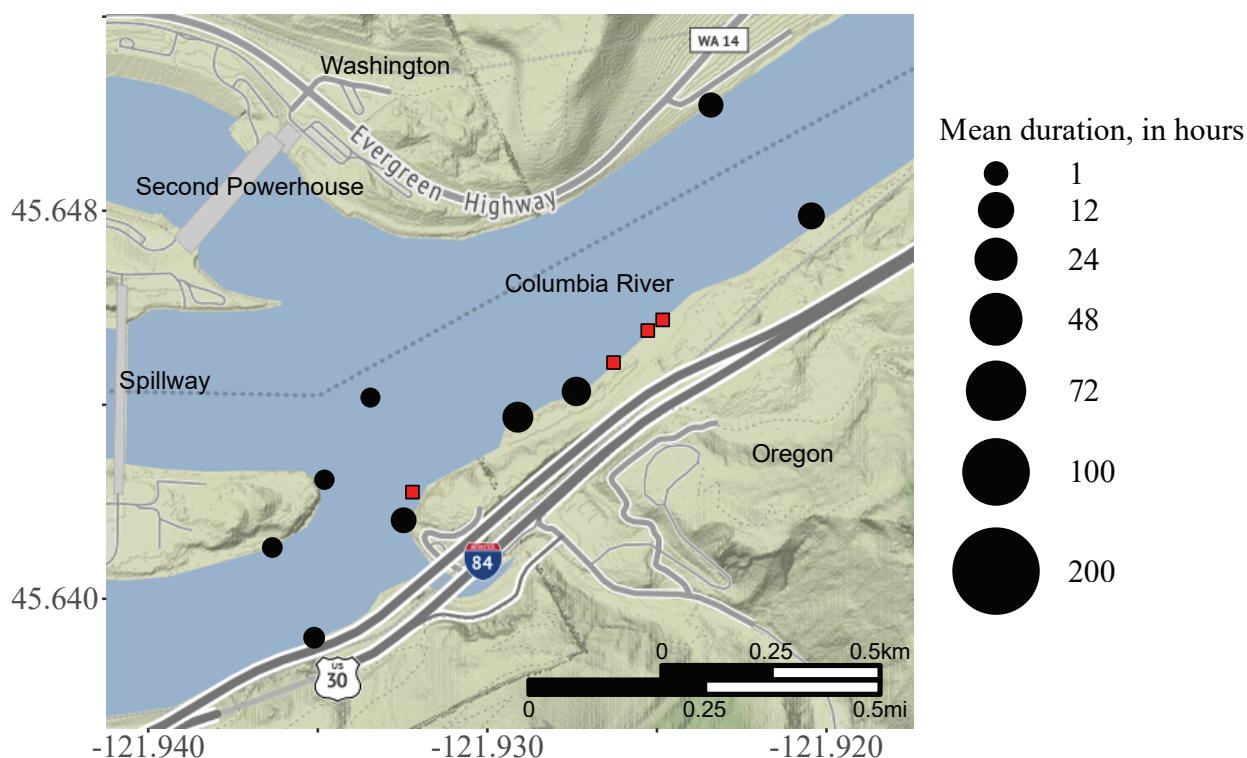 WA 14
Washington
Evergreen Highway
Second Powerhouse
45.648
Columbia River
Spillway
Oregon
INTERSTATE
84
45.640
US
30
0 0.25 0.5km
0 0.25 0.5mi
-121.940 -121.930 -121.920
Mean duration, in hours
1
12
24
48
72
100
200